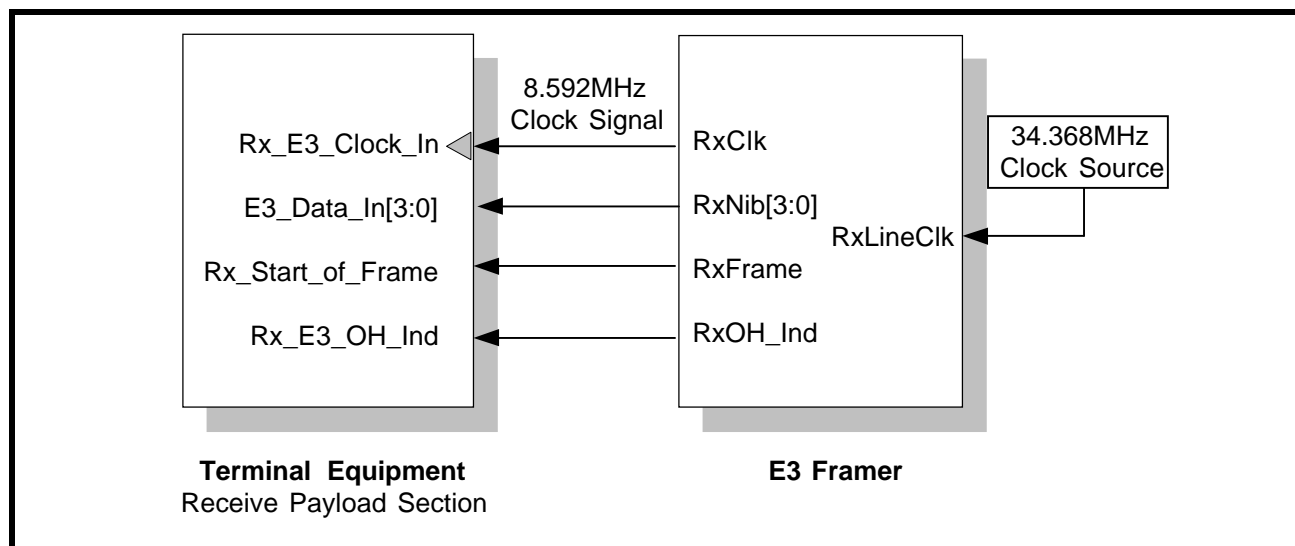 8.592MHz
Clock Signal
Rx_E3_Clock_In
E3_Data_In[3:0]
Rx_Start_of_Frame
Rx_E3_OH_Ind
RxClk
RxNib[3:0]
RxLineClk
RxFrame
RxOH_Ind
34.368MHz
Clock Source
Terminal Equipment
Receive Payload Section
E3 Framer